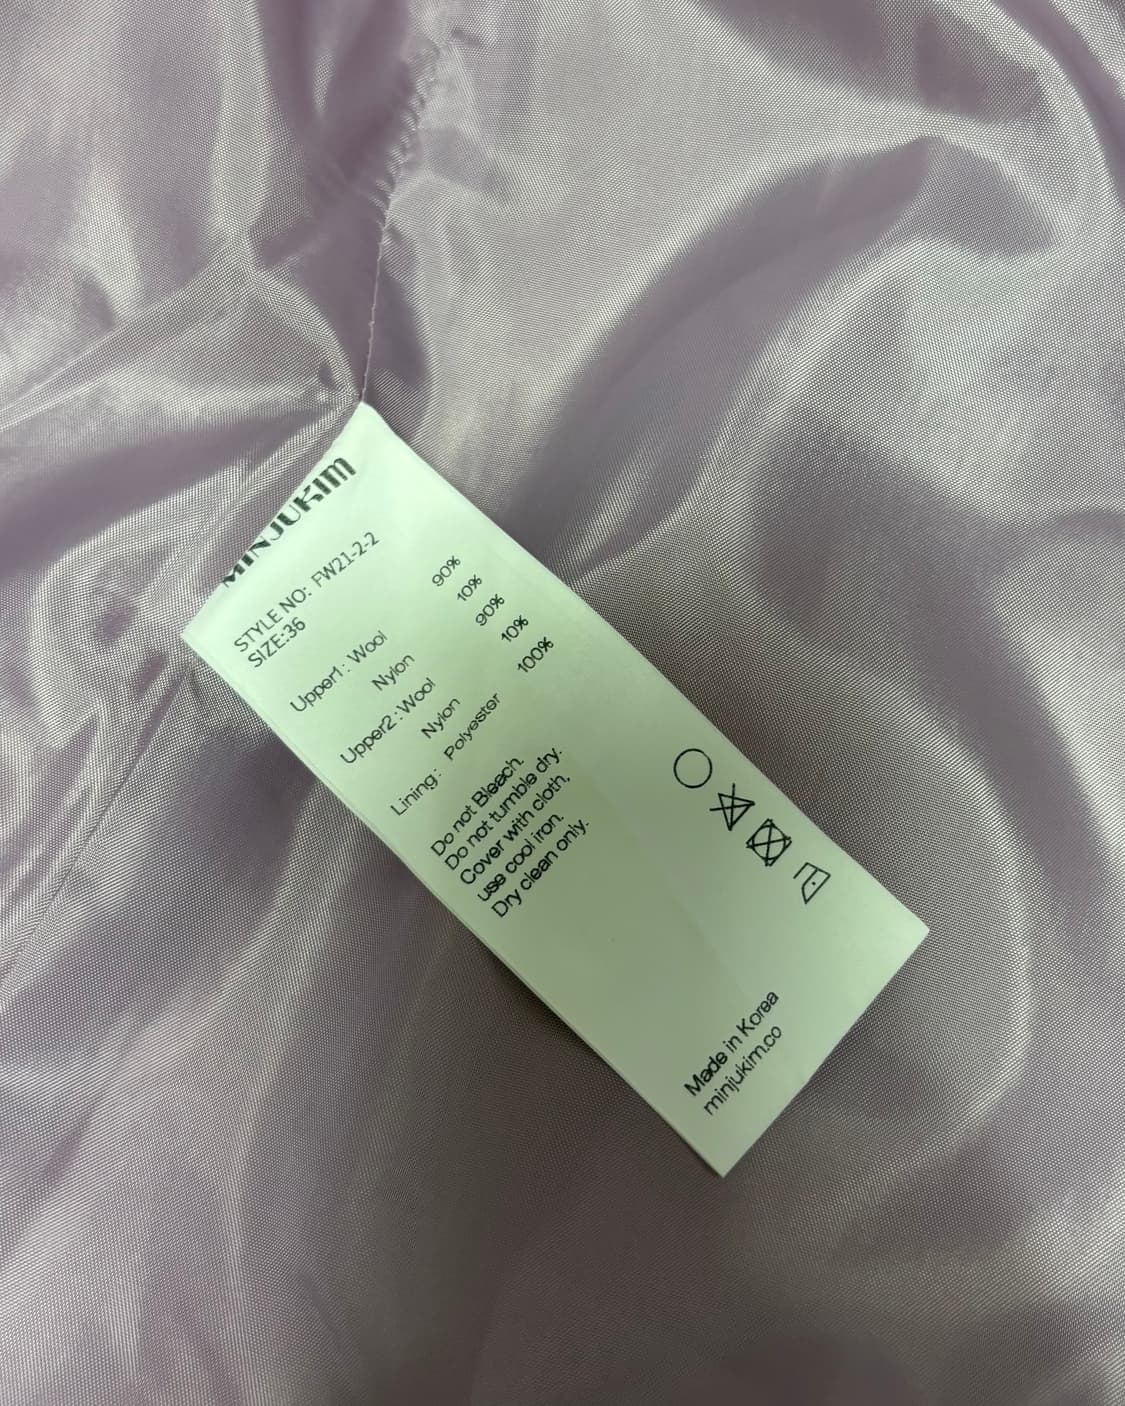 MINJUKIM
STYLE NO: FW21-2-2
SIZE:36
Upper1: Wool 90%
Nylon 10%
Upper2: Wool 90%
Nylon 10%
Lining: Polyester 100%
Do not Bleach.
Do not tumble dry.
Cover with cloth,
use cool iron.
Dry clean only.
Made in Korea
minjukim.co